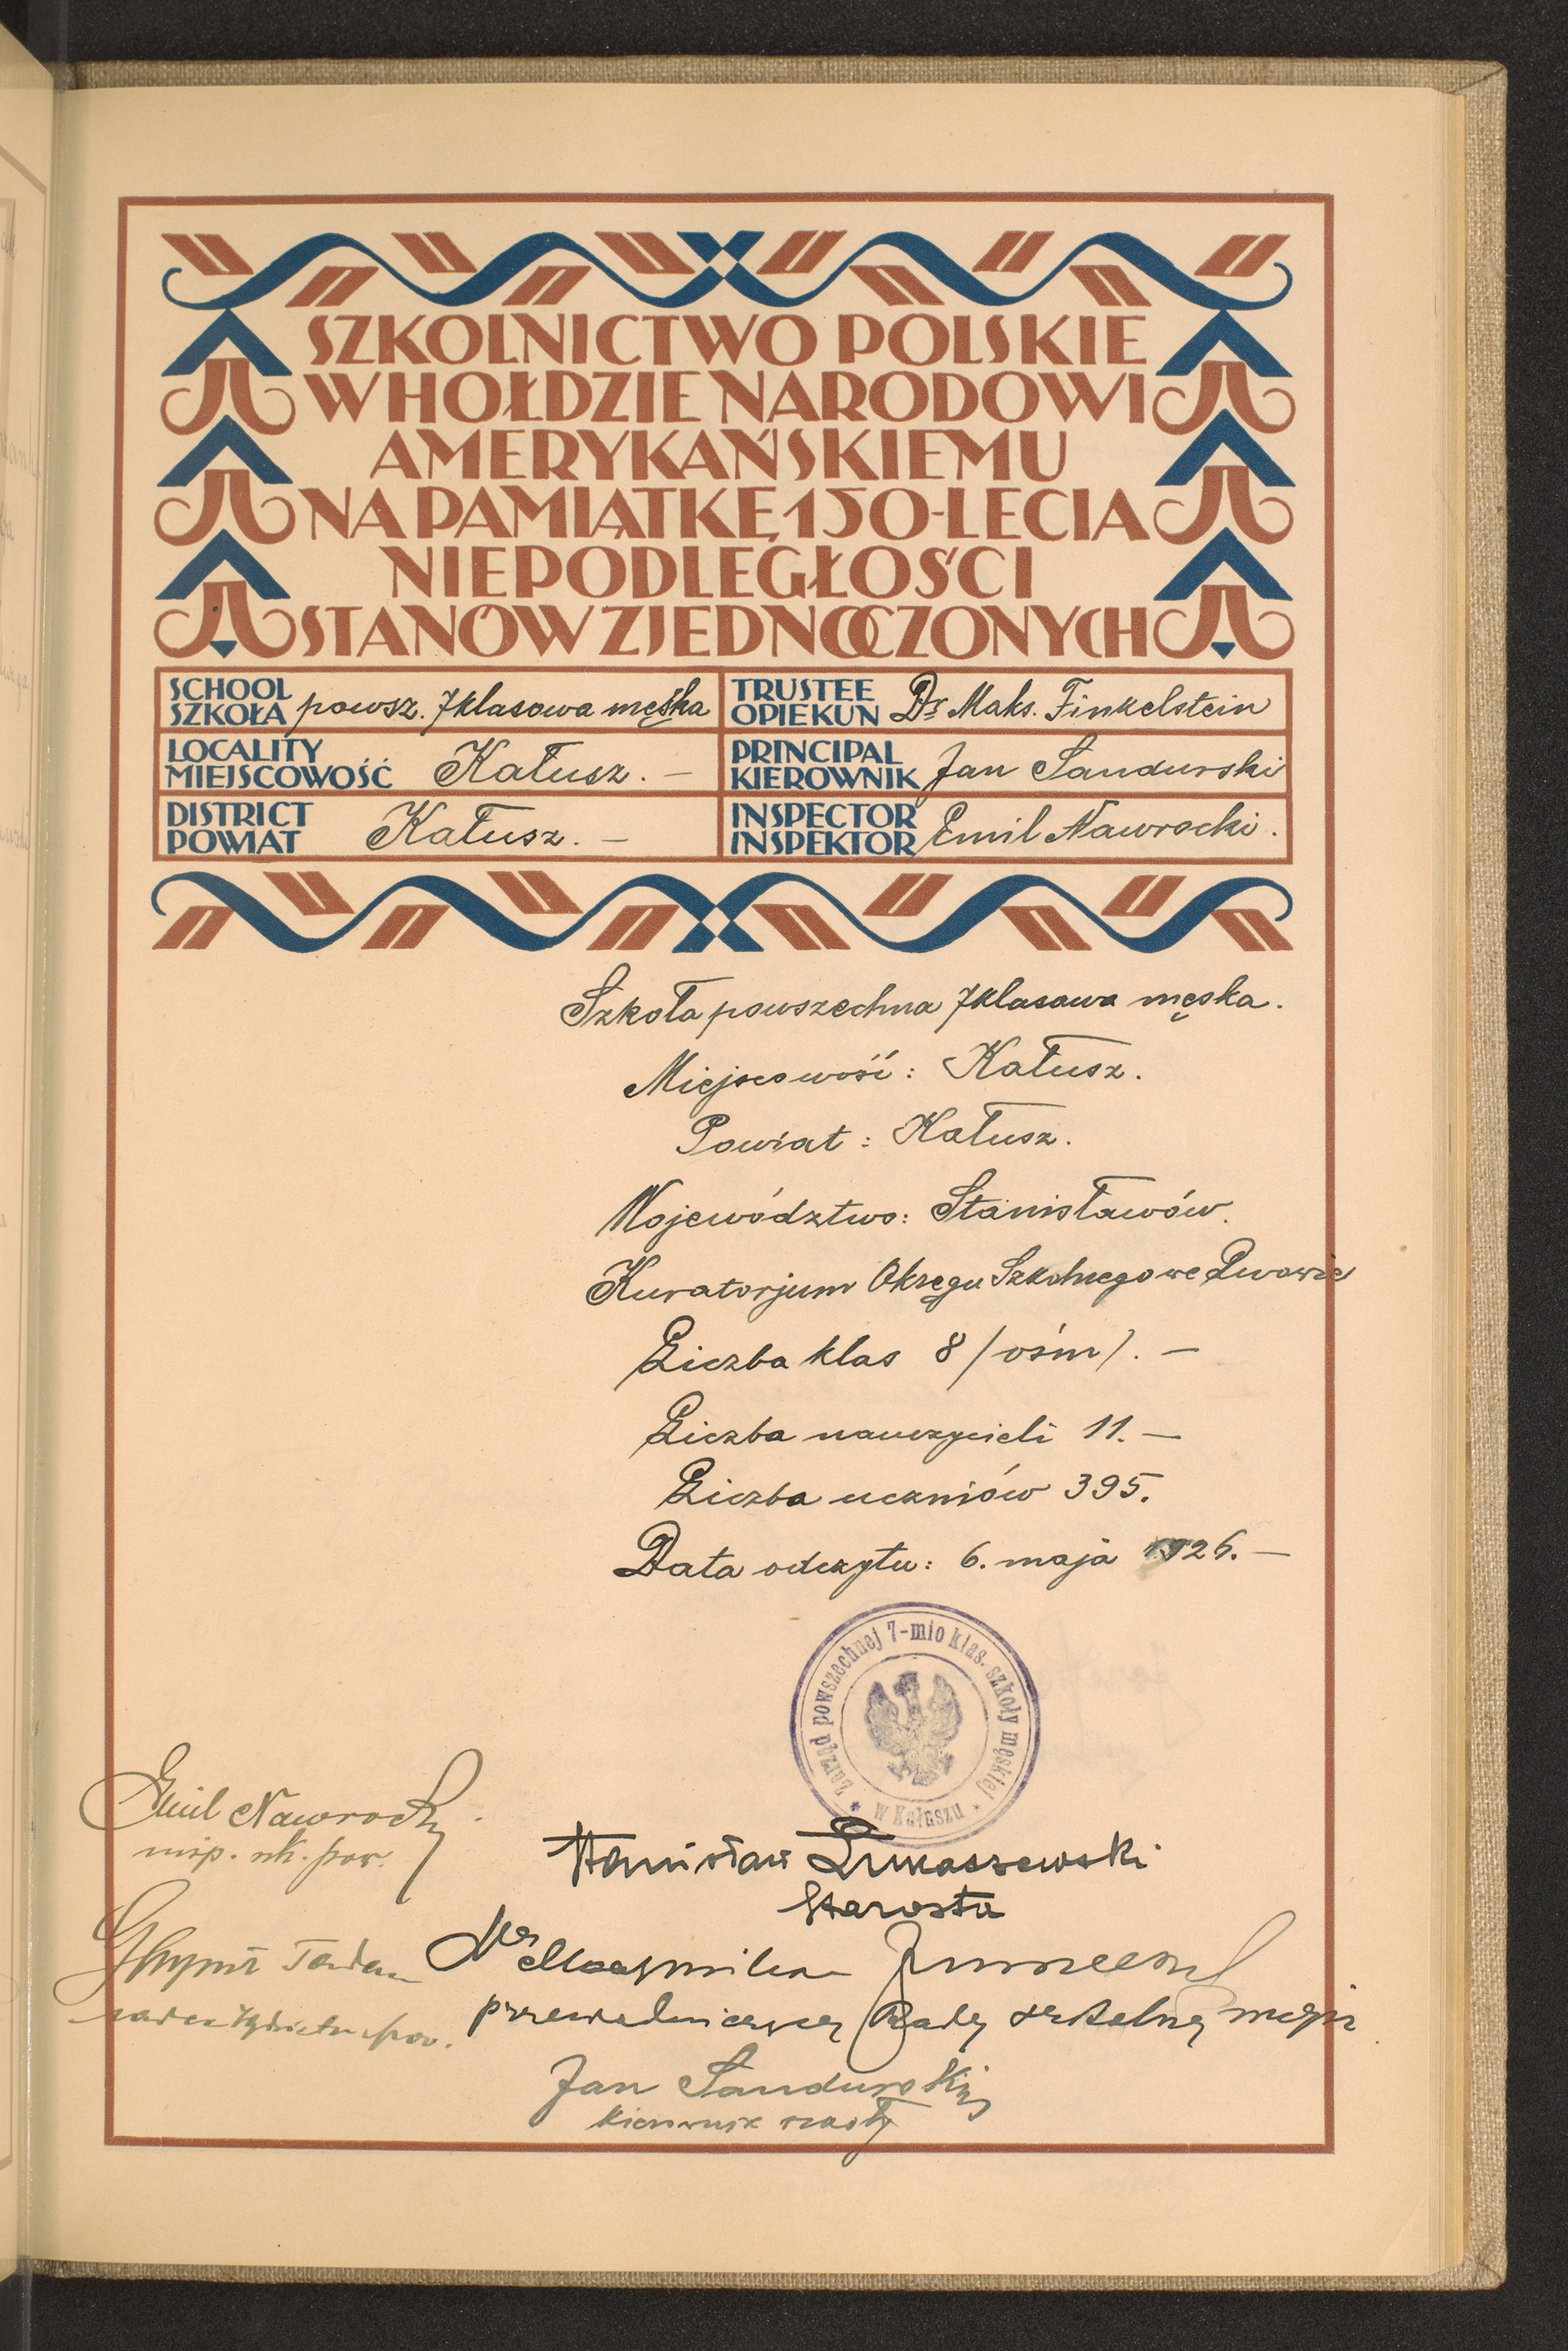 SZKOLNICTWO POLSKIE
W HOŁDZIE NARODOWI
AMERYKAŃSKIEMU
NA PAMIĄTKĘ 150-LECIA
NIEPODLEGŁOŚCI
STANÓW ZJEDNOCZONYCH
SCHOOL
SZKOŁA powsz. 7klasowa męska
TRUSTEE
OPIEKUN Dr Maks. Finkelstein
LOCALITY
MIEJSCOWOŚĆ Kałusz. —
PRINCIPAL
KIEROWNIK Jan Sandurski
DISTRICT
POWIAT Kałusz. —
INSPECTOR
INSPEKTOR Emil Nawrocki.
Szkoła powszechna 7klasowa męska.
Miejscowość: Kałusz.
Powiat: Kałusz.
Województwo: Stanisławów.
Kuratorjum Okręgu Szkolnego we Lwowie
Liczba klas 8 /ośm/. —
Liczba nauczycieli 11. —
Liczba uczniów 395.
Data odczytu: 6. maja 1926. —
Zarząd powszechnej 7-mio klas. szkoły męskiej
* w Kałuszu *
Emil Nawrocki
insp. szk. pow.
Stanisław Łukaszewski
Starosta
przewodniczący Rady szkolnej miejs
Jan Sandurski
kierownik szkoły